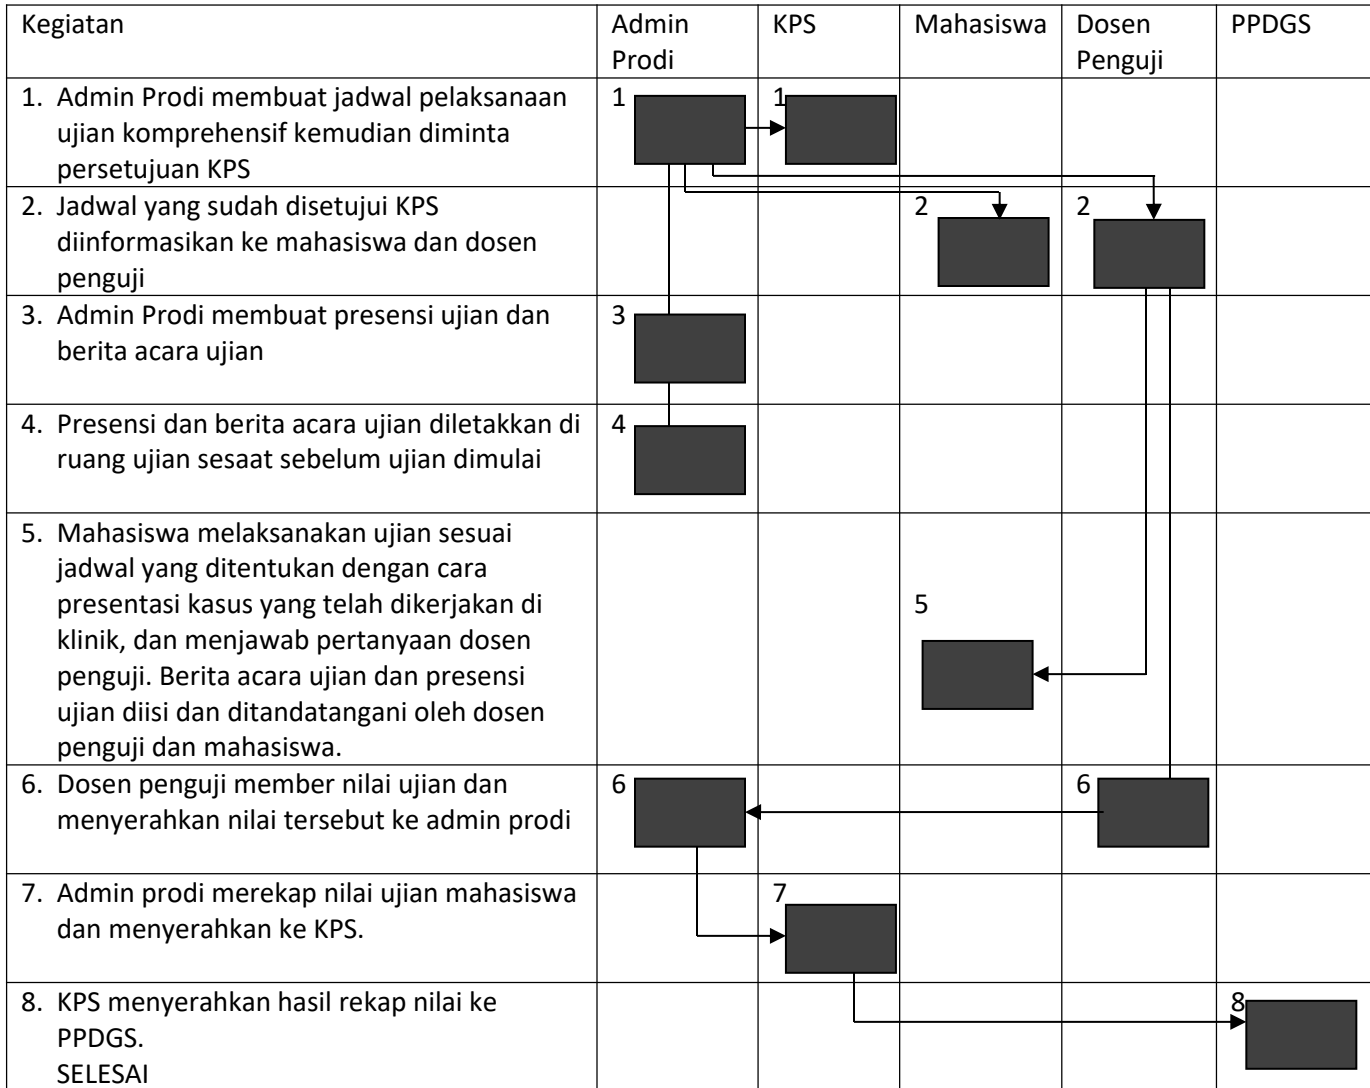 Kegiatan
Admin
Prodi
KPS
Mahasiswa
Dosen
Penguji
PPDGS
1. Admin Prodi membuat jadwal pelaksanaan
ujian komprehensif kemudian diminta
persetujuan KPS
1
1
2. Jadwal yang sudah disetujui KPS
diinformasikan ke mahasiswa dan dosen
penguji
2
2
3. Admin Prodi membuat presensi ujian dan
berita acara ujian
3
4. Presensi dan berita acara ujian diletakkan di
ruang ujian sesaat sebelum ujian dimulai
4
5. Mahasiswa melaksanakan ujian sesuai
jadwal yang ditentukan dengan cara
presentasi kasus yang telah dikerjakan di
klinik, dan menjawab pertanyaan dosen
penguji. Berita acara ujian dan presensi
ujian diisi dan ditandatangani oleh dosen
penguji dan mahasiswa.
5
6. Dosen penguji member nilai ujian dan
menyerahkan nilai tersebut ke admin prodi
6
6
7. Admin prodi merekap nilai ujian mahasiswa
dan menyerahkan ke KPS.
7
8. KPS menyerahkan hasil rekap nilai ke
PPDGS.
SELESAI
8